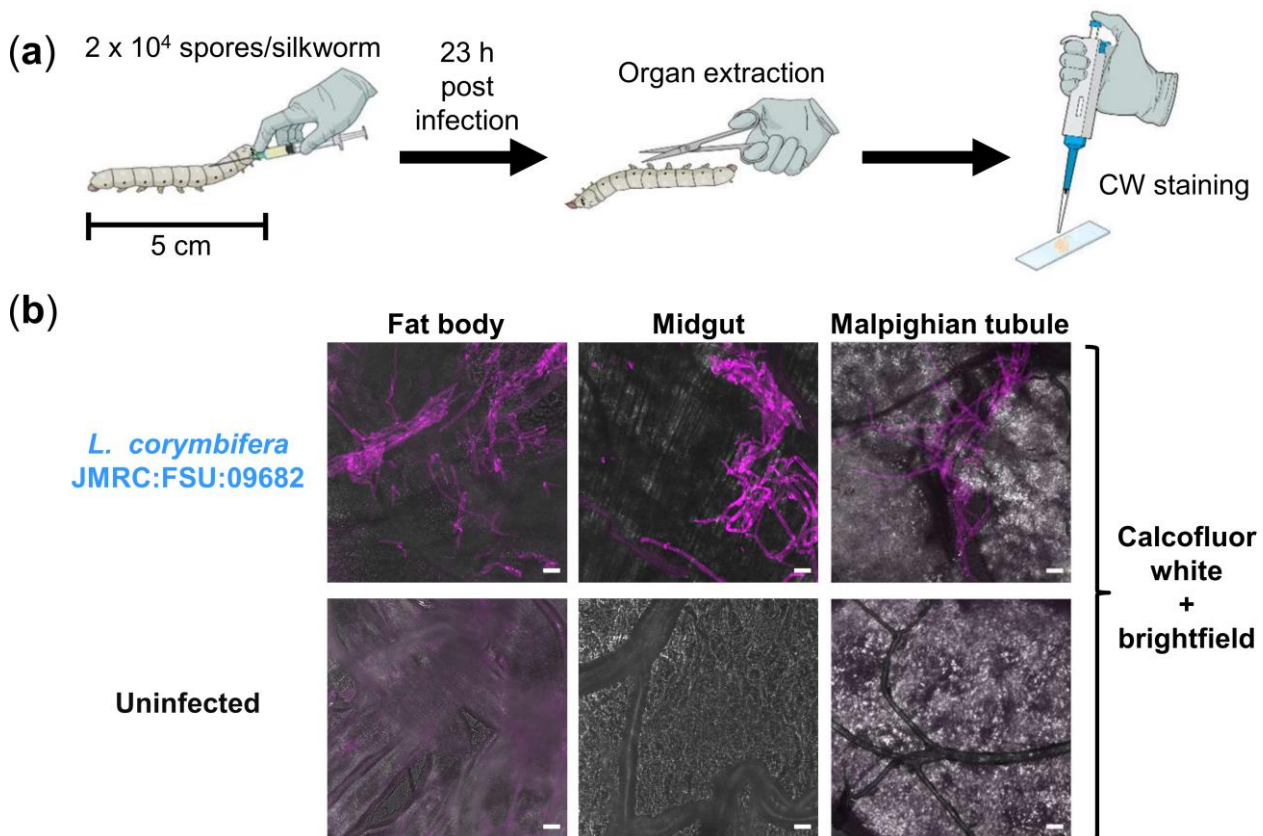 (a)
2 x 10⁴ spores/silkworm
23 h
post
infection
Organ extraction
CW staining
5 cm
(b)
Fat body
Midgut
Malpighian tubule
L. corymbifera
JMRC:FSU:09682
Uninfected
Calcofluor
white
+
brightfield